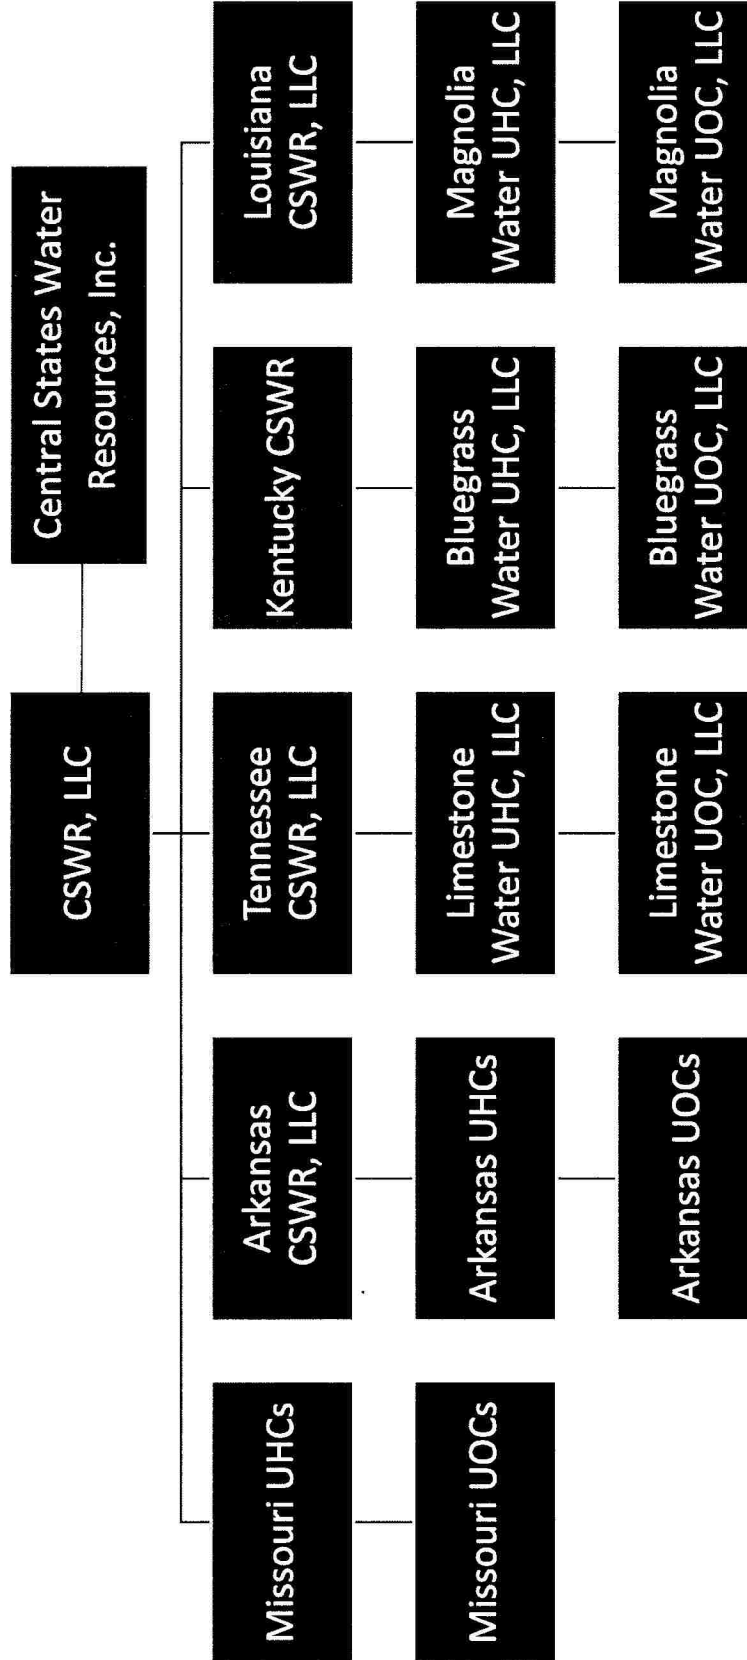 CSWR, LLC
Central States Water
Resources, Inc.
Missouri UHCs
Arkansas
CSWR, LLC
Tennessee
CSWR, LLC
Kentucky CSWR
Louisiana
CSWR, LLC
Missouri UOCs
Arkansas UHCs
Limestone
Water UHC, LLC
Bluegrass
Water UHC, LLC
Magnolia
Water UHC, LLC
Arkansas UOCs
Limestone
Water UOC, LLC
Bluegrass
Water UOC, LLC
Magnolia
Water UOC, LLC